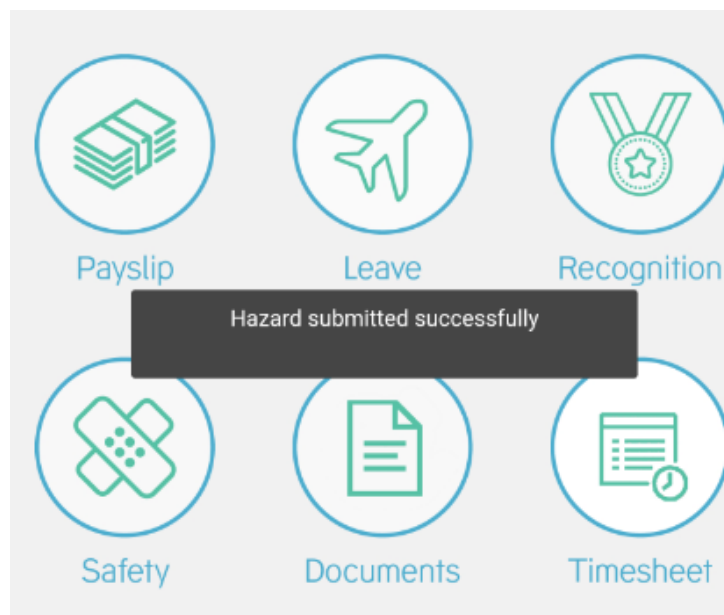 Payslip
Leave
Recognition
Hazard submitted successfully
Safety
Documents
Timesheet